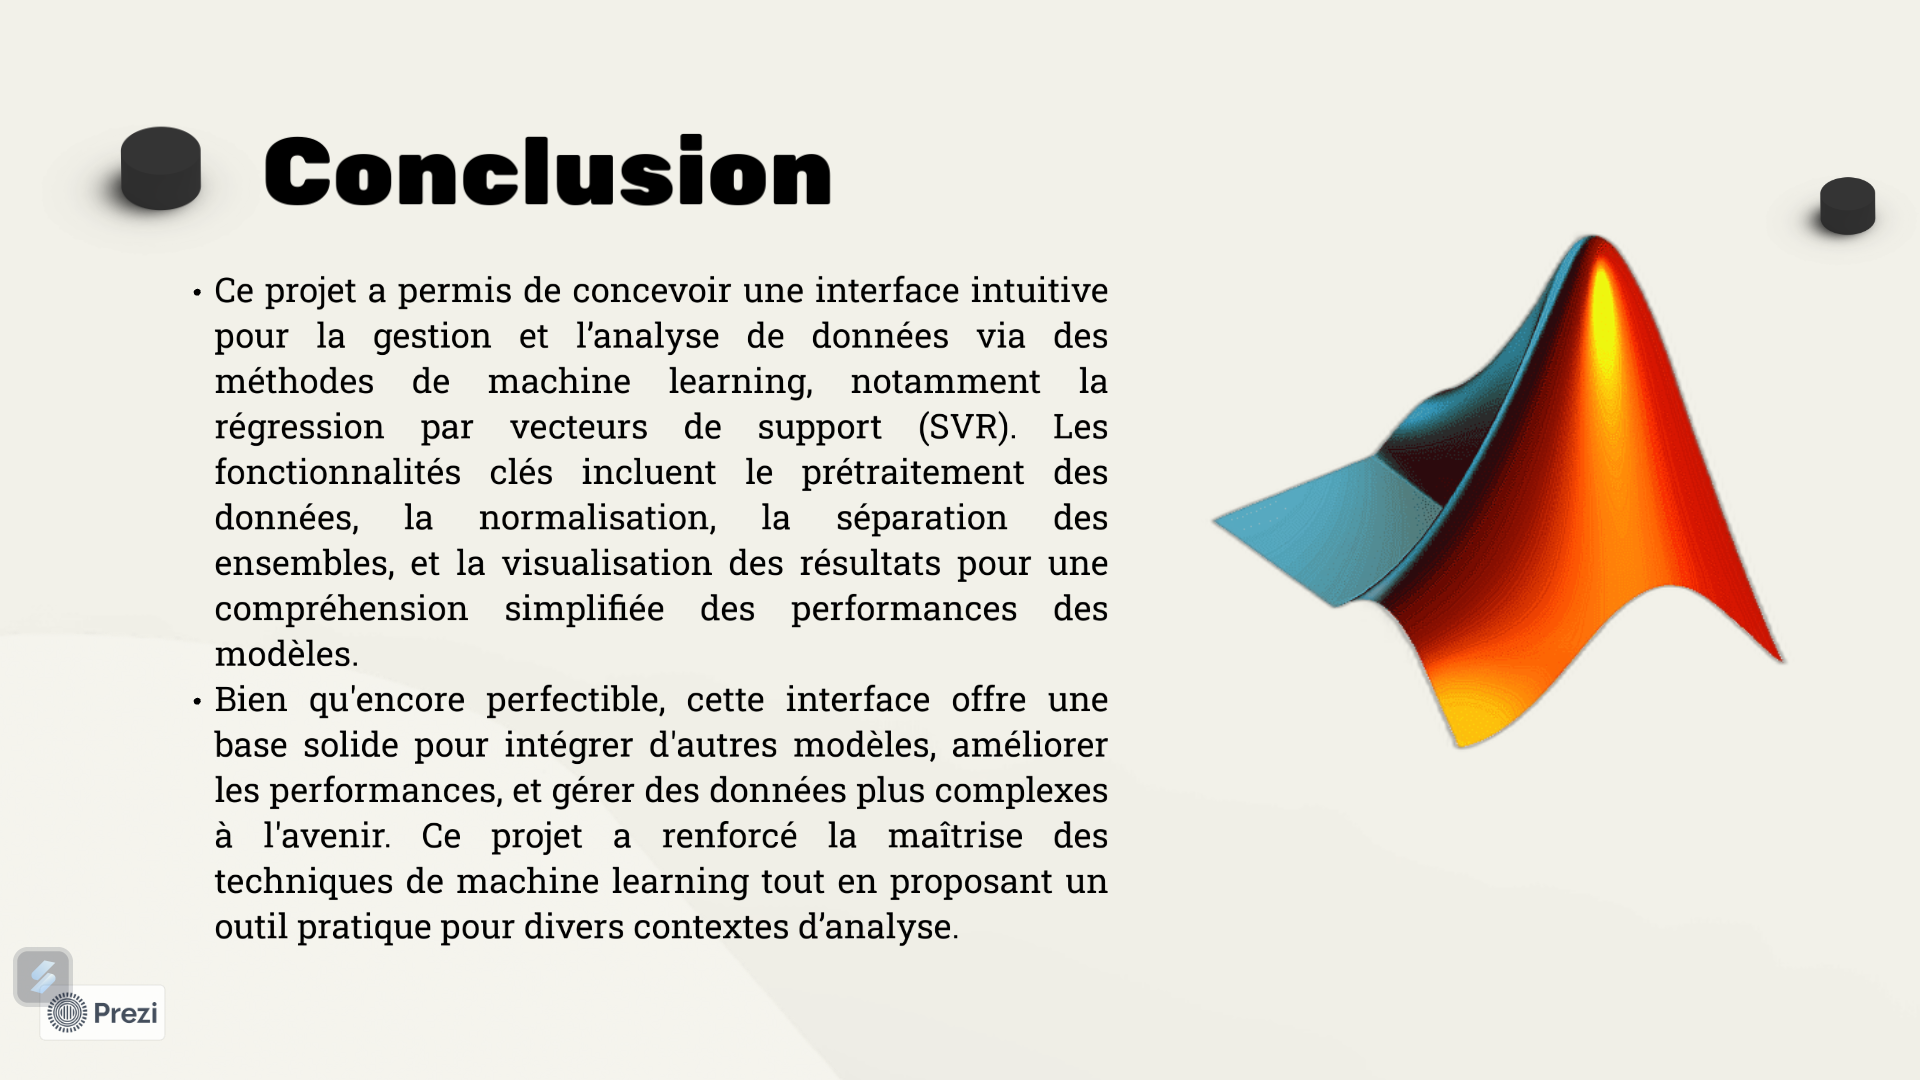 Conclusion
• Ce projet a permis de concevoir une interface intuitive
pour la gestion et l’analyse de données via des
méthodes de machine learning, notamment la
régression par vecteurs de support (SVR). Les
fonctionnalités clés incluent le prétraitement des
données, la normalisation, la séparation des
ensembles, et la visualisation des résultats pour une
compréhension simplifiée des performances des
modèles.
• Bien qu'encore perfectible, cette interface offre une
base solide pour intégrer d'autres modèles, améliorer
les performances, et gérer des données plus complexes
à l'avenir. Ce projet a renforcé la maîtrise des
techniques de machine learning tout en proposant un
outil pratique pour divers contextes d’analyse.
Prezi